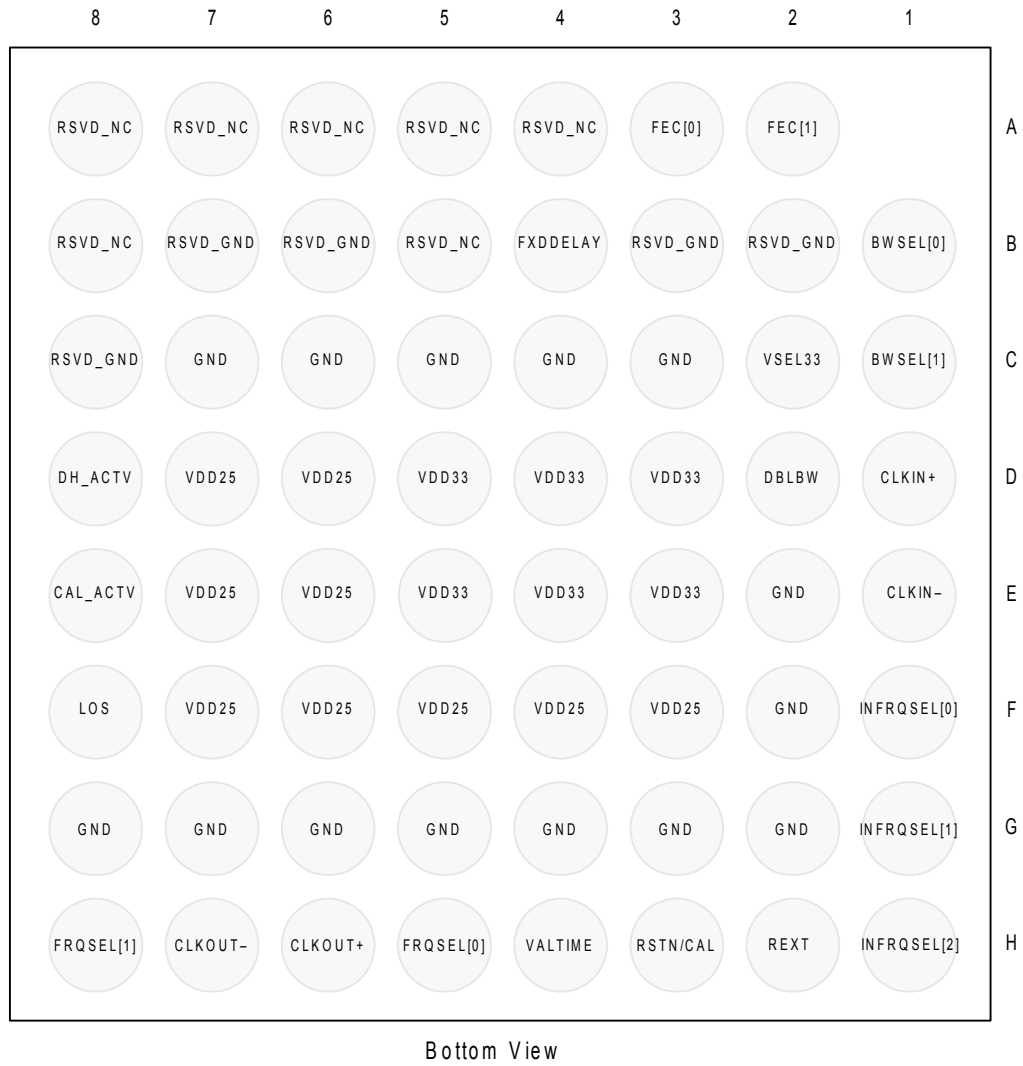 8 7 6 5 4 3 2 1
RSVD_NC RSVD_NC RSVD_NC RSVD_NC RSVD_NC FEC[0] FEC[1] A
RSVD_NC RSVD_GND RSVD_GND RSVD_NC FXDDELAY RSVD_GND RSVD_GND BWSEL[0] B
RSVD_GND GND GND GND GND GND VSEL33 BWSEL[1] C
DH_ACTV VDD25 VDD25 VDD33 VDD33 VDD33 DBLBW CLKIN+ D
CAL_ACTV VDD25 VDD25 VDD33 VDD33 VDD33 GND CLKIN– E
LOS VDD25 VDD25 VDD25 VDD25 VDD25 GND INFRQSEL[0] F
GND GND GND GND GND GND GND INFRQSEL[1] G
FRQSEL[1] CLKOUT– CLKOUT+ FRQSEL[0] VALTIME RSTN/CAL REXT INFRQSEL[2] H
Bottom View